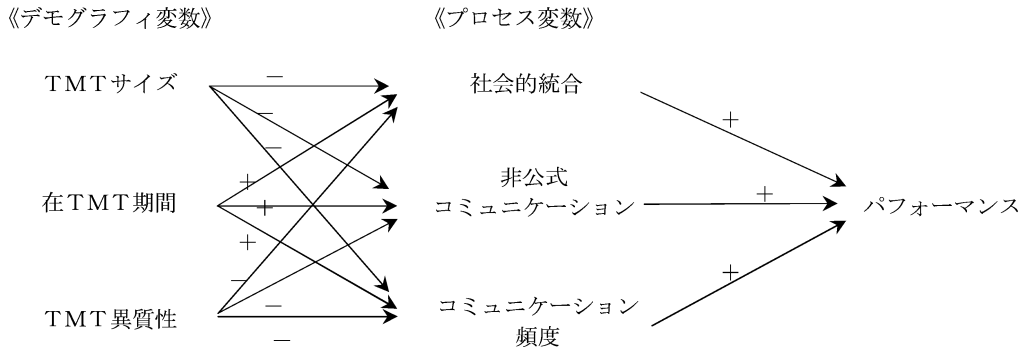 《デモグラフィ変数》
《プロセス変数》
ＴＭＴサイズ
－
社会的統合
－
－
＋
＋
非公式
コミュニケーション
＋
パフォーマンス
在ＴＭＴ期間
＋
＋
－
＋
－
ＴＭＴ異質性
コミュニケーション
頻度
－